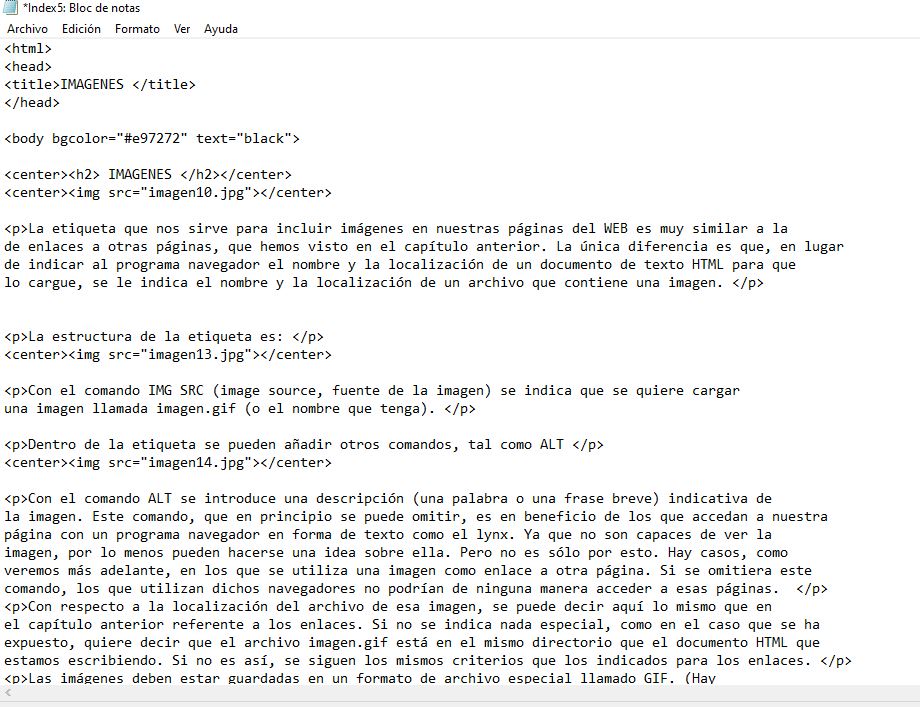 *Index5: Bloc de notas
Archivo Edición Formato Ver Ayuda
<html>
<head>
<title>IMAGENES </title>
</head>
<body bgcolor="#e97272" text="black">
<center><h2> IMAGENES </h2></center>
<center><img src="imagen10.jpg"></center>
<p>La etiqueta que nos sirve para incluir imágenes en nuestras páginas del WEB es muy similar a la
de enlaces a otras páginas, que hemos visto en el capítulo anterior. La única diferencia es que, en lugar
de indicar al programa navegador el nombre y la localización de un documento de texto HTML para que
lo cargue, se le indica el nombre y la localización de un archivo que contiene una imagen. </p>
<p>La estructura de la etiqueta es: </p>
<center><img src="imagen13.jpg"></center>
<p>Con el comando IMG SRC (image source, fuente de la imagen) se indica que se quiere cargar
una imagen llamada imagen.gif (o el nombre que tenga). </p>
<p>Dentro de la etiqueta se pueden añadir otros comandos, tal como ALT </p>
<center><img src="imagen14.jpg"></center>
<p>Con el comando ALT se introduce una descripción (una palabra o una frase breve) indicativa de
la imagen. Este comando, que en principio se puede omitir, es en beneficio de los que accedan a nuestra
página con un programa navegador en forma de texto como el lynx. Ya que no son capaces de ver la
imagen, por lo menos pueden hacerse una idea sobre ella. Pero no es sólo por esto. Hay casos, como
veremos más adelante, en los que se utiliza una imagen como enlace a otra página. Si se omitiera este
comando, los que utilizan dichos navegadores no podrían de ninguna manera acceder a esas páginas.  </p>
<p>Con respecto a la localización del archivo de esa imagen, se puede decir aquí lo mismo que en
el capítulo anterior referente a los enlaces. Si no se indica nada especial, como en el caso que se ha
expuesto, quiere decir que el archivo imagen.gif está en el mismo directorio que el documento HTML que
estamos escribiendo. Si no es así, se siguen los mismos criterios que los indicados para los enlaces. </p>
<p>Las imágenes deben estar guardadas en un formato de archivo especial llamado GIF. (Hay